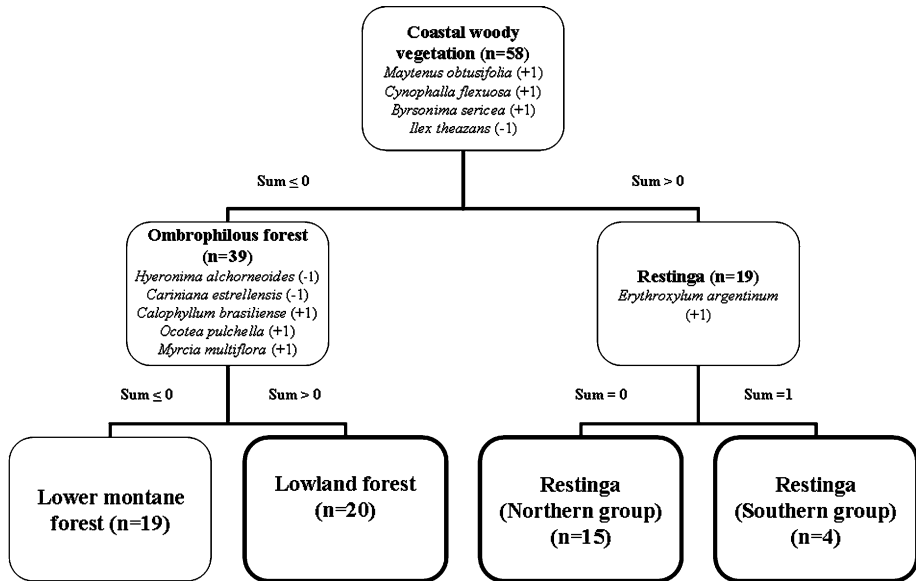 Coastal woody
vegetation (n=58)
Maytenus obtusifolia (+1)
Cynophalla flexuosa (+1)
Byrsonima sericea (+1)
Ilex theazans (-1)
Sum ≤ 0
Sum > 0
Ombrophilous forest
(n=39)
Hyeronima alchorneoides (-1)
Cariniana estrellensis (-1)
Calophyllum brasiliense (+1)
Ocotea pulchella (+1)
Myrcia multiflora (+1)
Restinga (n=19)
Erythroxylum argentinum
(+1)
Sum ≤ 0
Sum > 0
Sum = 0
Sum =1
Lower montane
forest (n=19)
Lowland forest
(n=20)
Restinga
(Northern group)
(n=15)
Restinga
(Southern group)
(n=4)